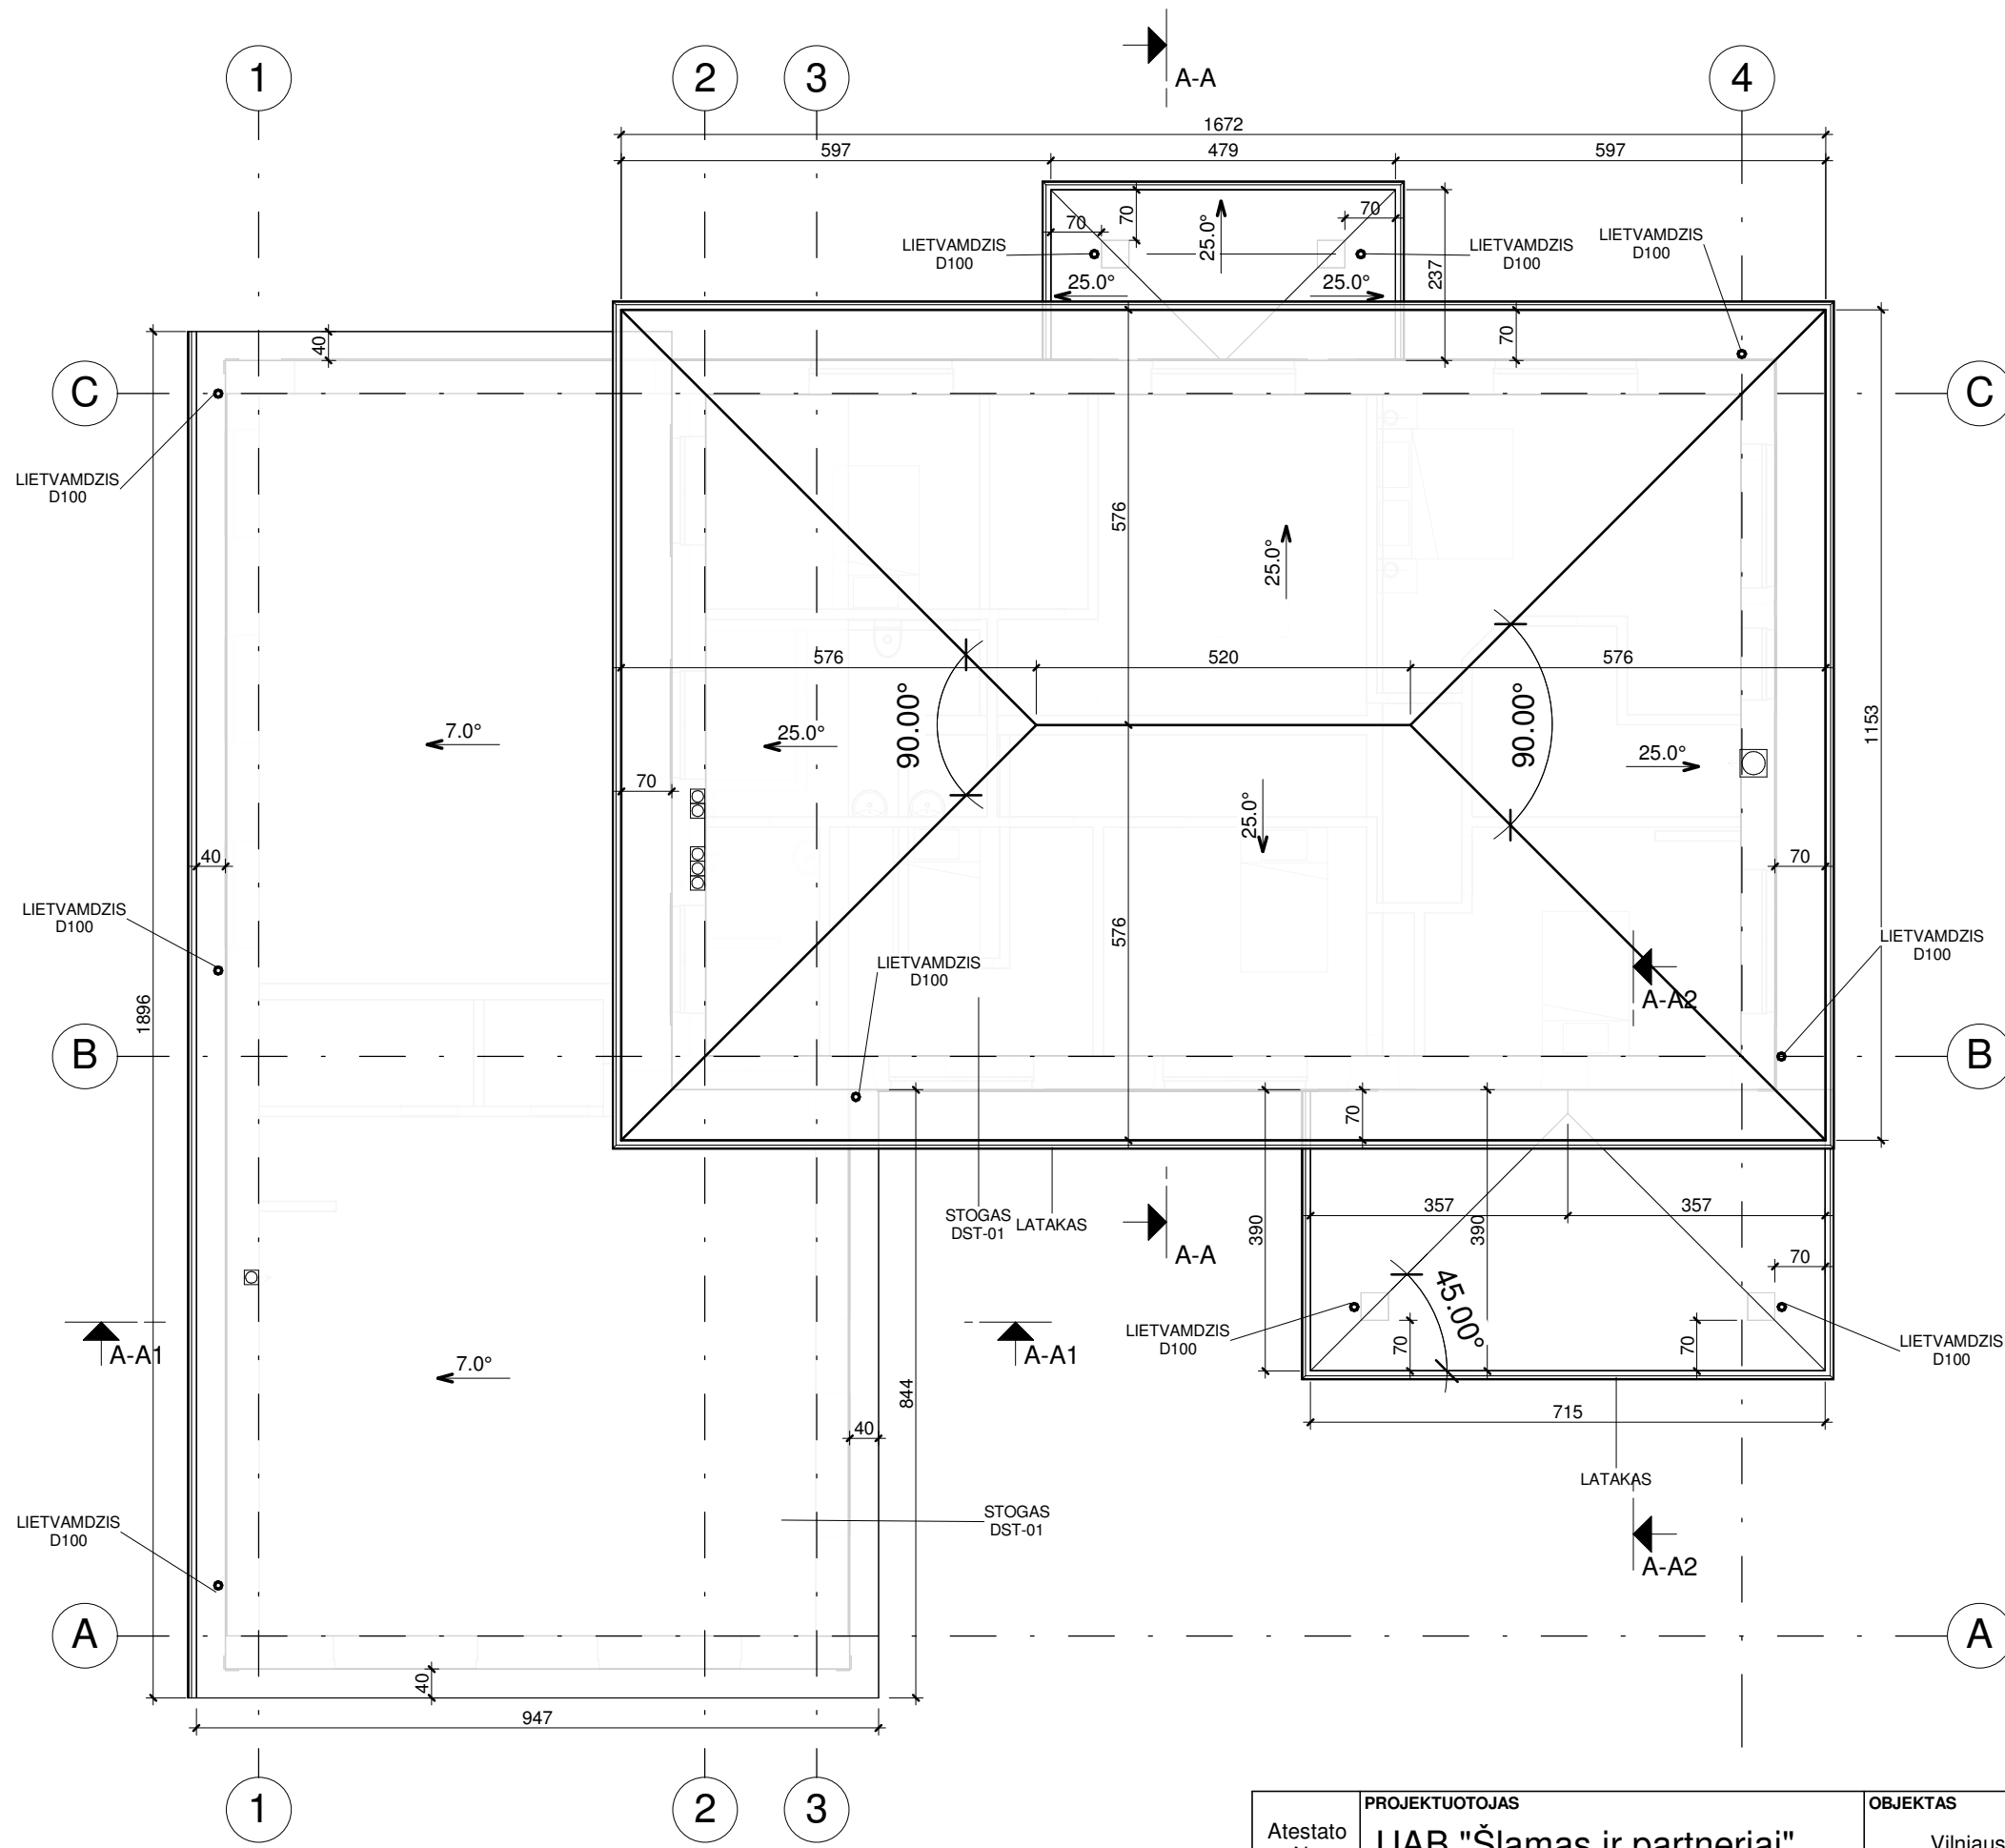 1
2
3
4
A-A
1672
597
479
597
LIETVAMDZIS
D100
70
70
25.0°
70
LIETVAMDZIS
D100
LIETVAMDZIS
D100
237
25.0°
25.0°
40
70
C
C
LIETVAMDZIS
D100
576
25.0°
576
520
576
90.00°
90.00°
7.0°
25.0°
25.0°
1153
70
25.0°
40
70
LIETVAMDZIS
D100
576
LIETVAMDZIS
D100
LIETVAMDZIS
D100
A-A2
1896
B
B
70
STOGAS
DST-01
LATAKAS
A-A
390
357
390
357
70
45.00°
LIETVAMDZIS
D100
70
70
LIETVAMDZIS
D100
A-A1
A-A1
7.0°
844
40
715
LATAKAS
STOGAS
DST-01
LIETVAMDZIS
D100
A-A2
A
A
40
947
1
2
3
PROJEKTUOTOJAS
OBJEKTAS
Atestato
UAB "Šlamas ir partneriai"